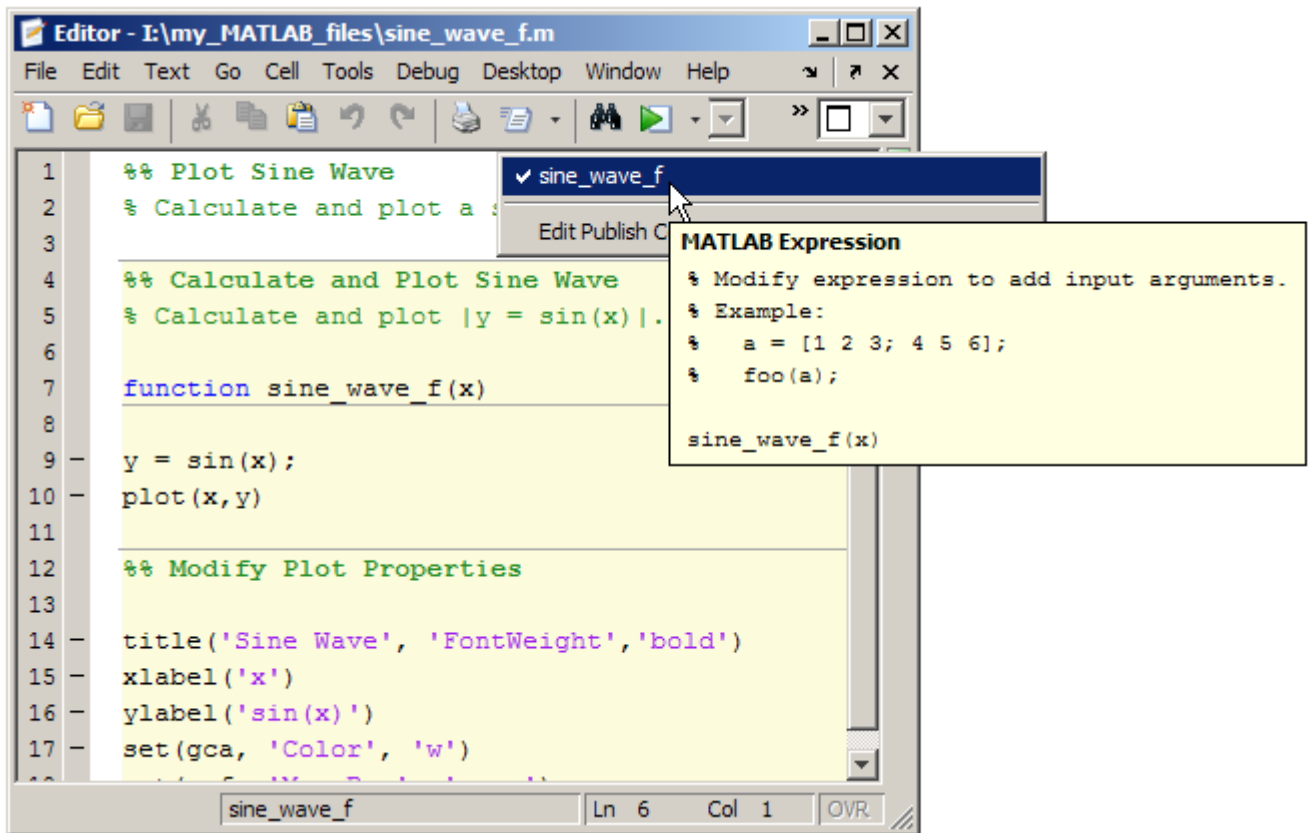 Editor - I:\my_MATLAB_files\sine_wave_f.m
File Edit Text Go Cell Tools Debug Desktop Window Help
1 %% Plot Sine Wave
2 % Calculate and plot a
3
4 %% Calculate and Plot Sine Wave
5 % Calculate and plot |y = sin(x)|.
6
7 function sine_wave_f(x)
8
9 - y = sin(x);
10 - plot(x,y)
11
12 %% Modify Plot Properties
13
14 - title('Sine Wave', 'FontWeight','bold')
15 - xlabel('x')
16 - ylabel('sin(x)')
17 - set(gca, 'Color', 'w')
✓ sine_wave_f
Edit Publish
MATLAB Expression
% Modify expression to add input arguments.
% Example:
% a = [1 2 3; 4 5 6];
% foo(a);
sine_wave_f(x)
sine_wave_f Ln 6 Col 1 OVR